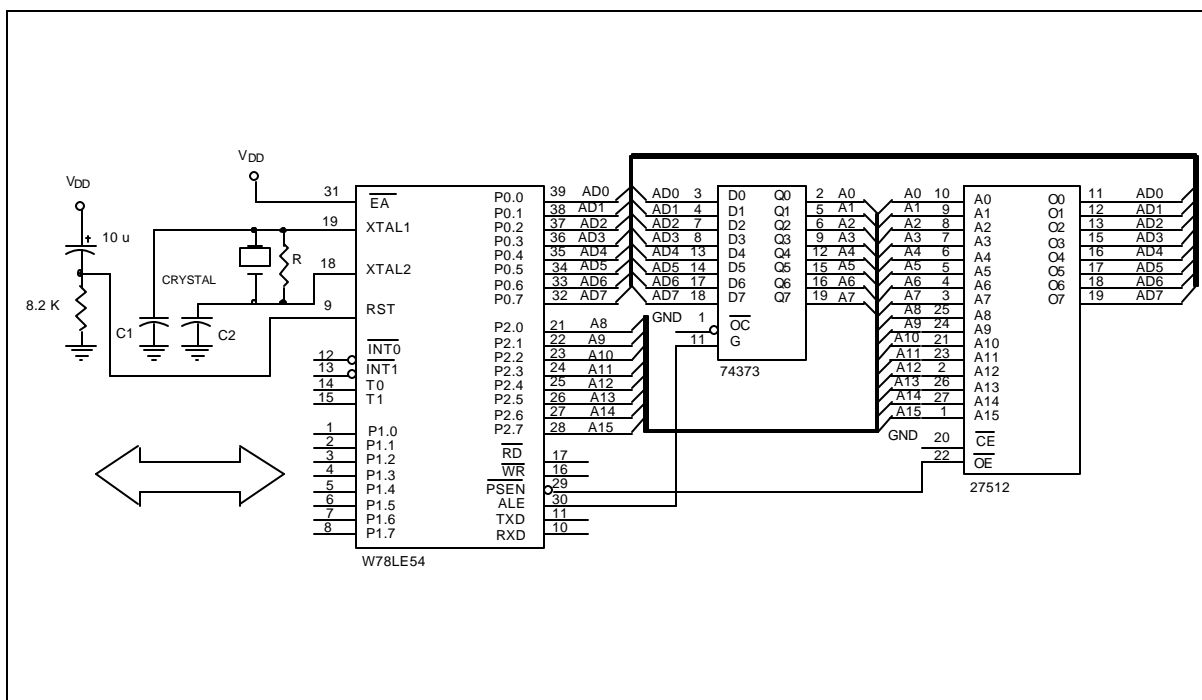 VDD
VDD
10 u
8.2 K
C1
C2
CRYSTAL
R
31 EA
19 XTAL1
18 XTAL2
9 RST
12 INT0
13 INT1
14 T0
15 T1
1 P1.0
2 P1.1
3 P1.2
4 P1.3
5 P1.4
6 P1.5
7 P1.6
8 P1.7
P0.0 39 AD0
P0.1 38 AD1
P0.2 37 AD2
P0.3 36 AD3
P0.4 35 AD4
P0.5 34 AD5
P0.6 33 AD6
P0.7 32 AD7
P2.0 21 A8
P2.1 22 A9
P2.2 23 A10
P2.3 24 A11
P2.4 25 A12
P2.5 26 A13
P2.6 27 A14
P2.7 28 A15
RD 17
WR 16
PSEN 29
ALE 30
TXD 11
RXD 10
W78LE54
AD0 3 D0 Q0 2 A0
AD1 4 D1 Q1 5 A1
AD2 7 D2 Q2 6 A2
AD3 8 D3 Q3 9 A3
AD4 13 D4 Q4 12 A4
AD5 14 D5 Q5 15 A5
AD6 17 D6 Q6 16 A6
AD7 18 D7 Q7 19 A7
GND 1 OC
11 G
74373
A0 10 A0 O0 11 AD0
A1 9 A1 O1 12 AD1
A2 8 A2 O2 13 AD2
A3 7 A3 O3 15 AD3
A4 6 A4 O4 16 AD4
A5 5 A5 O5 17 AD5
A6 4 A6 O6 18 AD6
A7 3 A7 O7 19 AD7
A8 25 A8
A9 24 A9
A10 21 A10
A11 23 A11
A12 2 A12
A13 26 A13
A14 27 A14
A15 1 A15
GND 20 CE
22 OE
27512